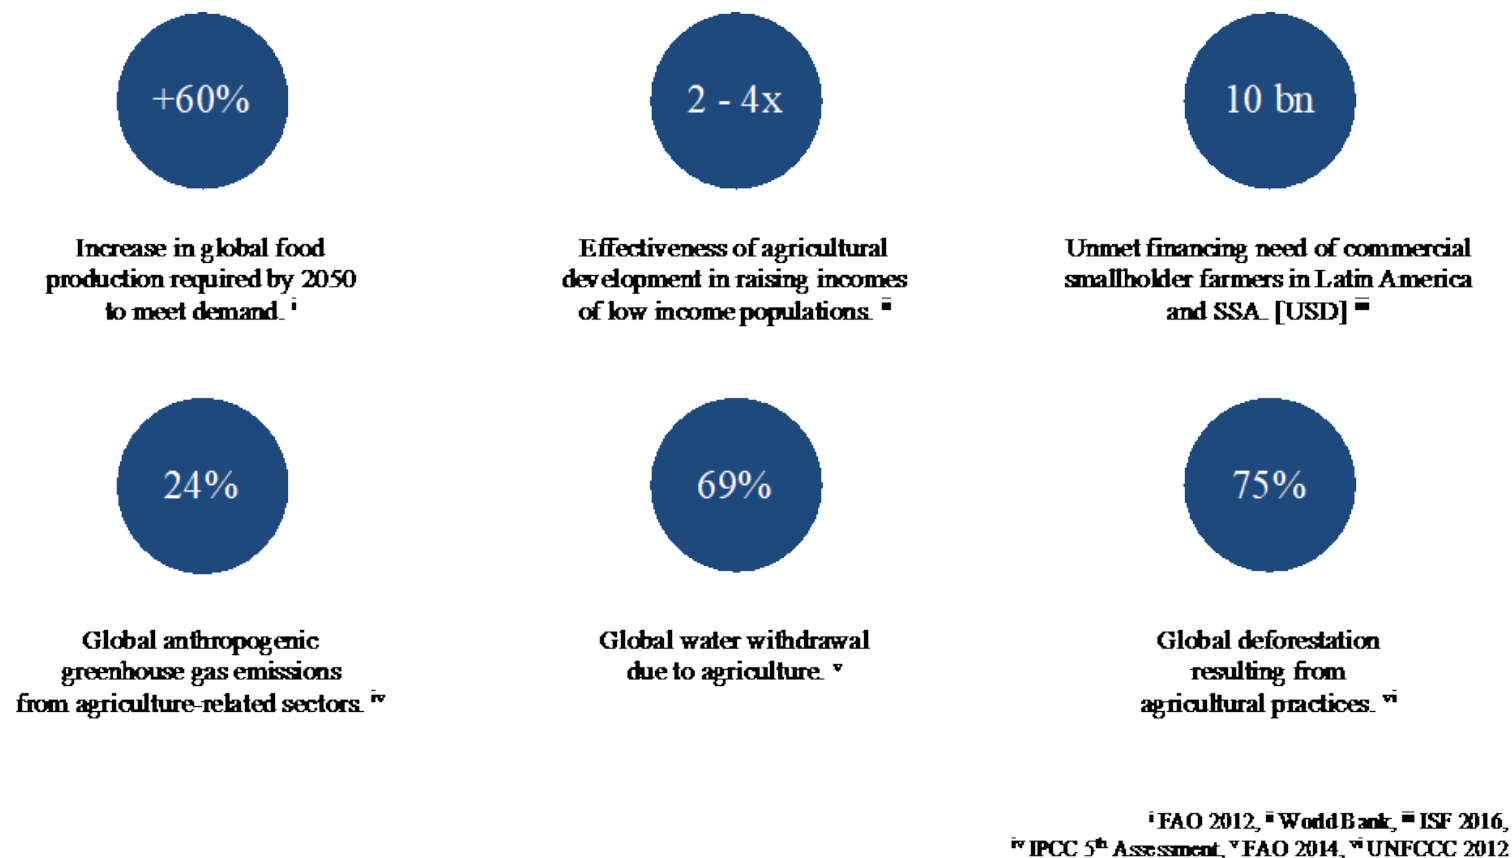 +60%
2 - 4x
10 bn
Increase in global food
production required by 2050
to meet demand. i
Effectiveness of agricultural
development in raising incomes
of low income populations. ii
Unmet financing need of commercial
smallholder farmers in Latin America
and SSA. [USD] iii
24%
69%
75%
Global anthropogenic
greenhouse gas emissions
from agriculture-related sectors. iv
Global water withdrawal
due to agriculture. v
Global deforestation
resulting from
agricultural practices. vi
i FAO 2012, ii World Bank, iii ISF 2016,
iv IPCC 5th Assessment, v FAO 2014, vi UNFCCC 2012